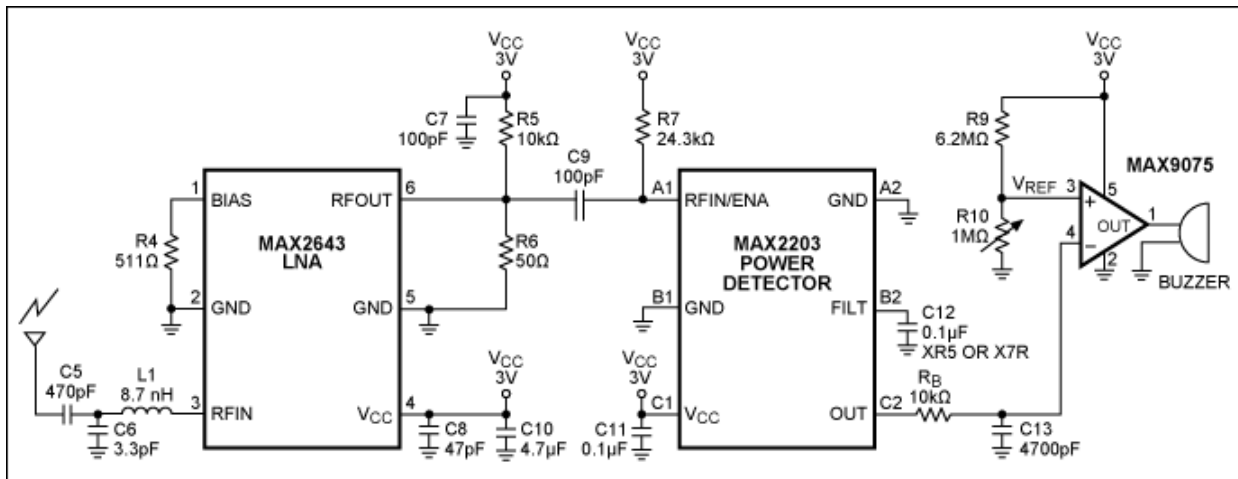 VCC
3V
C7
100pF
R5
10kΩ
C9
100pF
VCC
3V
R7
24.3kΩ
VCC
3V
R9
6.2MΩ
MAX9075
VREF
3
+
5
OUT
1
4
−
2
R10
1MΩ
BUZZER
1
BIAS
RFOUT
6
R4
511Ω
MAX2643
LNA
R6
50Ω
2
GND
GND
5
C5
470pF
L1
8.7 nH
3
RFIN
C6
3.3pF
VCC
4
VCC
3V
C8
47pF
C10
4.7µF
A1
RFIN/ENA
GND
A2
MAX2203
POWER
DETECTOR
B1
GND
FILT
B2
C12
0.1µF
XR5 OR X7R
VCC
3V
C1
VCC
C11
0.1µF
OUT
C2
RB
10kΩ
C13
4700pF